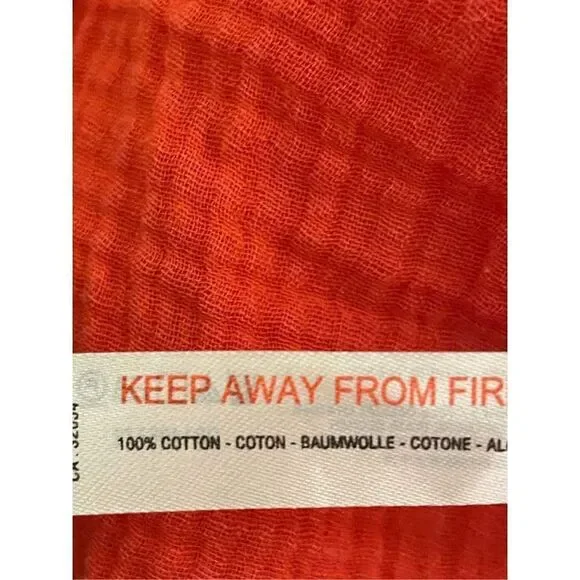 KEEP AWAY FROM FIR
100% COTTON - COTON - BAUMWOLLE - COTONE - AL